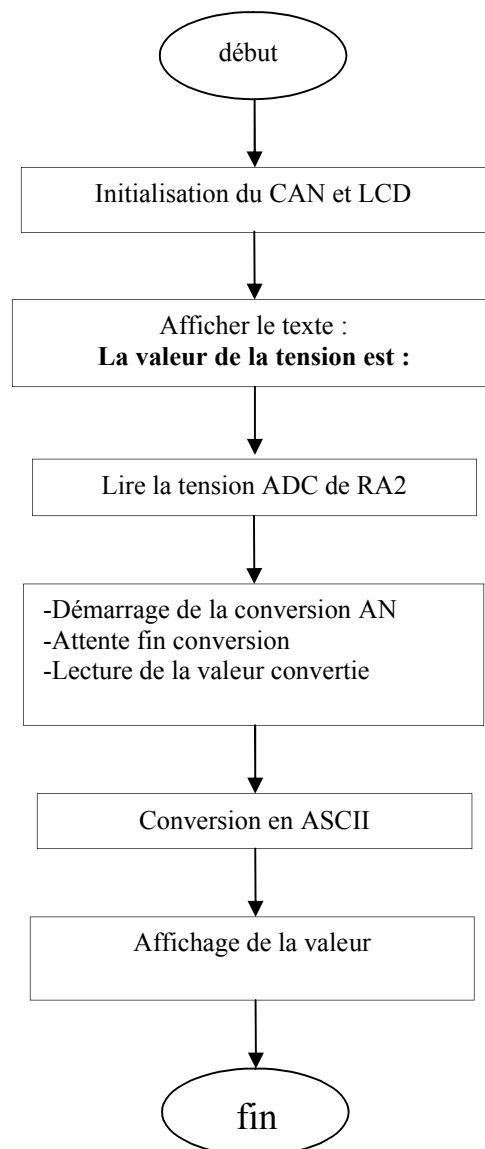 début
Initialisation du CAN et LCD
Afficher le texte :
La valeur de la tension est :
Lire la tension ADC de RA2
-Démarrage de la conversion AN
-Attente fin conversion
-Lecture de la valeur convertie
Conversion en ASCII
Affichage de la valeur
fin